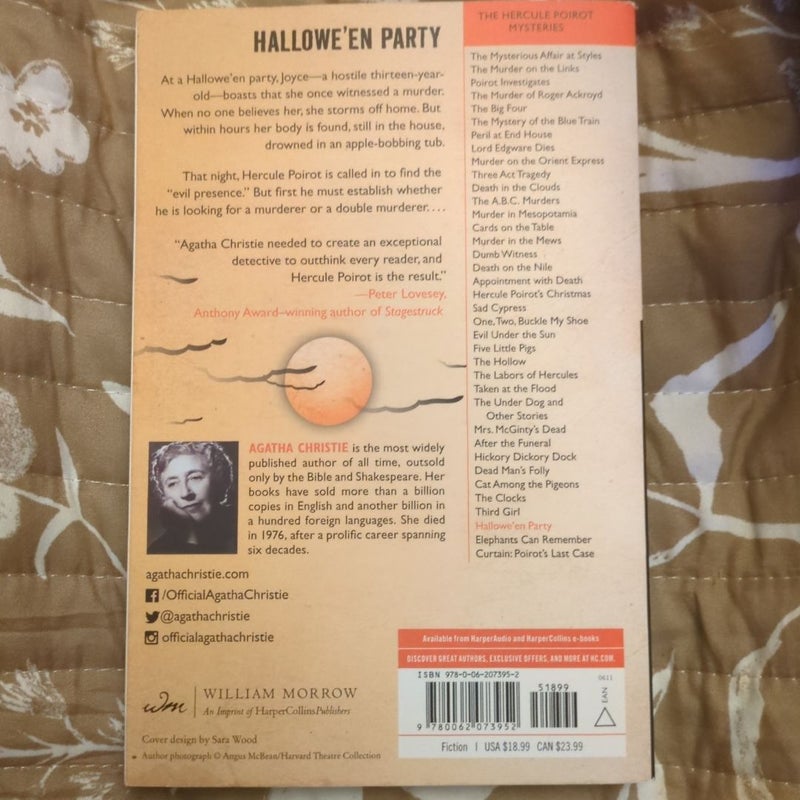 HALLOWE'EN PARTY
At a Hallowe'en party, Joyce—a hostile thirteen-year-
old—boasts that she once witnessed a murder.
When no one believes her, she storms off home. But
within hours her body is found, still in the house,
drowned in an apple-bobbing tub.
That night, Hercule Poirot is called in to find the
"evil presence." But first he must establish whether
he is looking for a murderer or a double murderer....
"Agatha Christie needed to create an exceptional
detective to outthink every reader, and
Hercule Poirot is the result."
—Peter Lovesey,
Anthony Award–winning author of Stagestruck
AGATHA CHRISTIE is the most widely
published author of all time, outsold
only by the Bible and Shakespeare. Her
books have sold more than a billion
copies in English and another billion in
a hundred foreign languages. She died
in 1976, after a prolific career spanning
six decades.
agathachristie.com
/OfficialAgathaChristie
@agathachristie
officialagathachristie
wm
WILLIAM MORROW
An Imprint of HarperCollinsPublishers
Cover design by Sara Wood
Author photograph © Angus McBean/Harvard Theatre Collection
THE HERCULE POIROT
MYSTERIES
The Mysterious Affair at Styles
The Murder on the Links
Poirot Investigates
The Murder of Roger Ackroyd
The Big Four
The Mystery of the Blue Train
Peril at End House
Lord Edgware Dies
Murder on the Orient Express
Three Act Tragedy
Death in the Clouds
The A.B.C. Murders
Murder in Mesopotamia
Cards on the Table
Murder in the Mews
Dumb Witness
Death on the Nile
Appointment with Death
Hercule Poirot's Christmas
Sad Cypress
One, Two, Buckle My Shoe
Evil Under the Sun
Five Little Pigs
The Hollow
The Labors of Hercules
Taken at the Flood
The Under Dog and
Other Stories
Mrs. McGinty's Dead
After the Funeral
Hickory Dickory Dock
Dead Man's Folly
Cat Among the Pigeons
The Clocks
Third Girl
Hallowe'en Party
Elephants Can Remember
Curtain: Poirot's Last Case
Available from HarperAudio and HarperCollins e-books
DISCOVER GREAT AUTHORS, EXCLUSIVE OFFERS, AND MORE AT HC.COM.
ISBN 978-0-06-207395-2
51899
0611
EAN
9 780062 073952
Fiction | USA $18.99 CAN $23.99